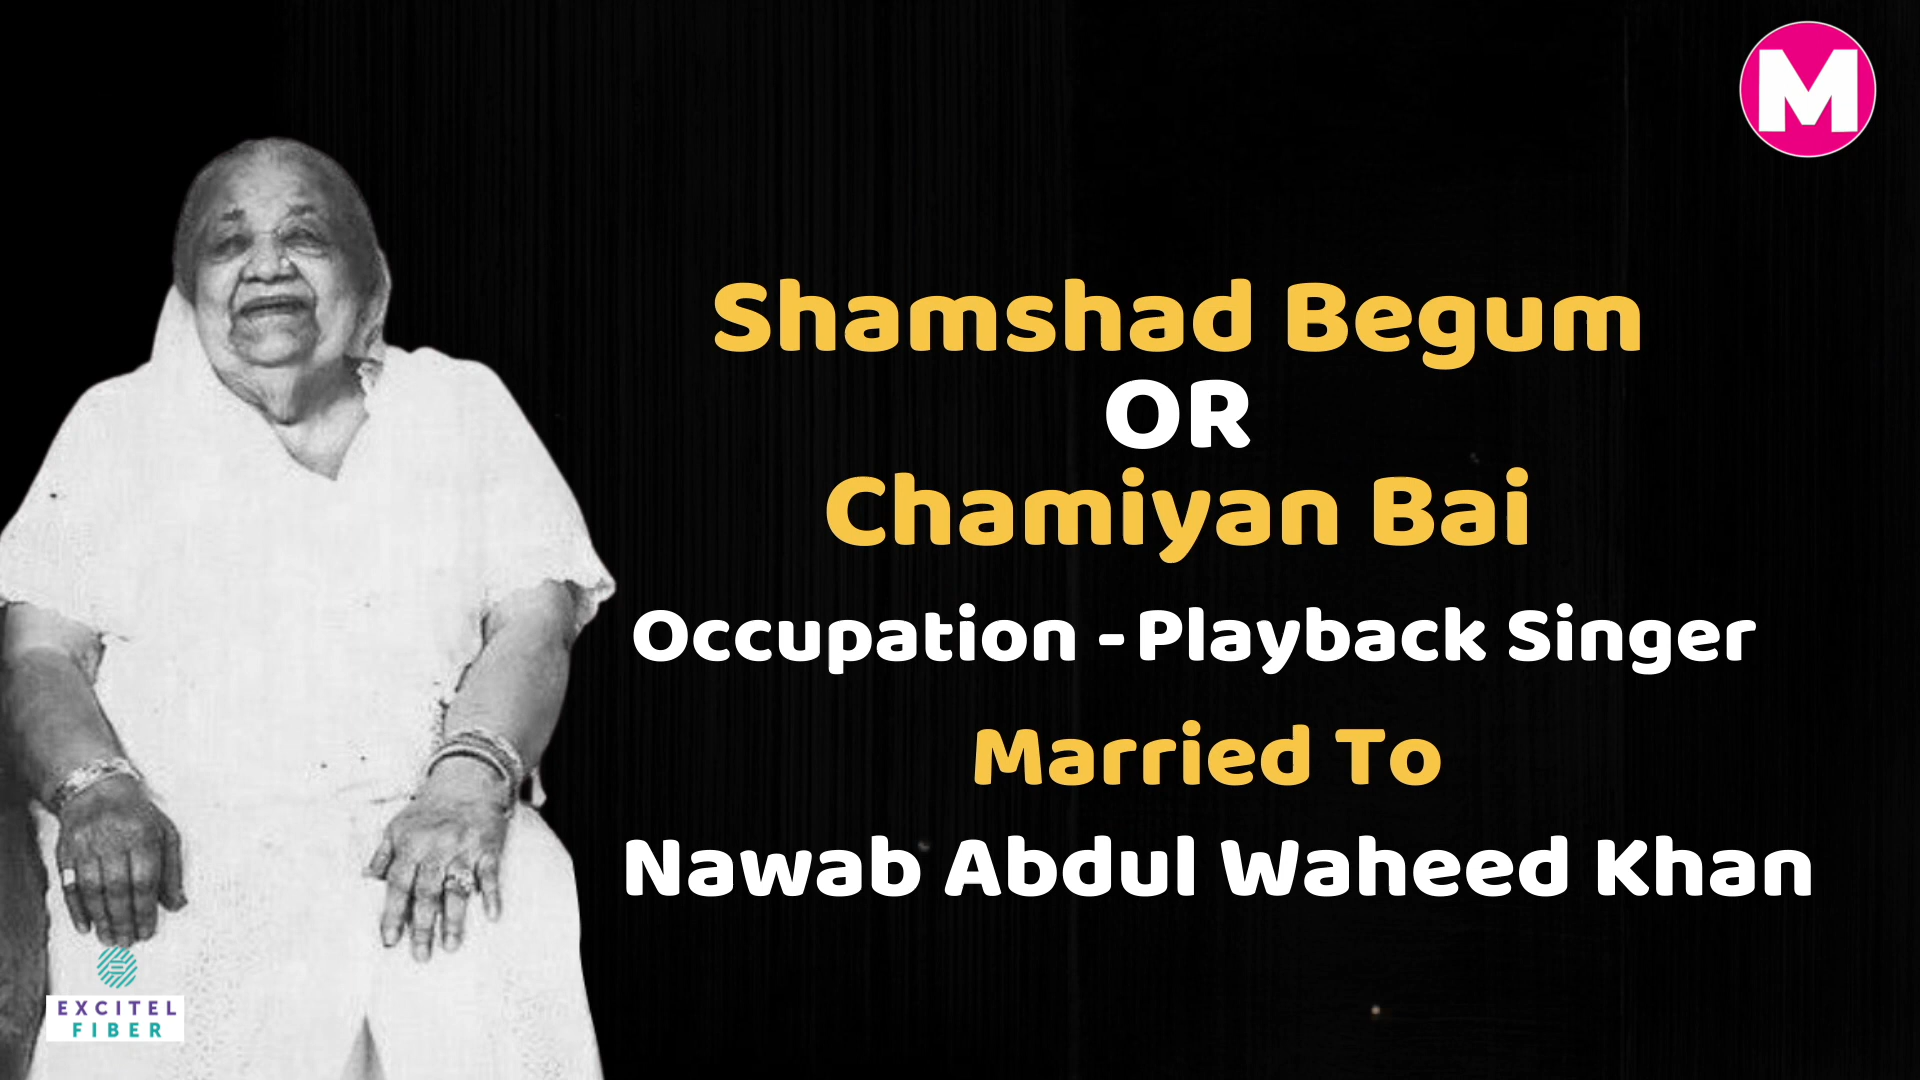 M
Shamshad Begum
OR
Chamiyan Bai
Occupation - Playback Singer
Married To
Nawab Abdul Waheed Khan
EXCITEL
FIBER